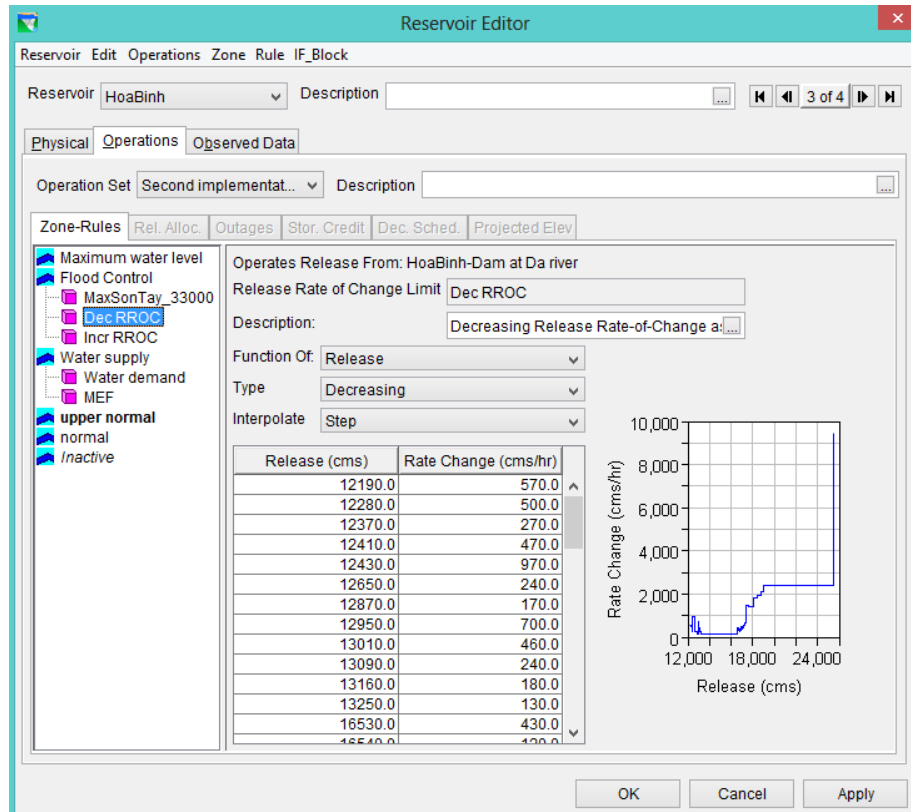 Reservoir Editor
Reservoir Edit Operations Zone Rule IF_Block
Reservoir HoaBinh Description ... 3 of 4
Physical Operations Observed Data
Operation Set Second implementat... Description ...
Zone-Rules Rel. Alloc. Outages Stor. Credit Dec. Sched. Projected Elev
Maximum water level
Flood Control
MaxSonTay_33000
Dec RROC
Incr RROC
Water supply
Water demand
MEF
upper normal
normal
Inactive
Operates Release From: HoaBinh-Dam at Da river
Release Rate of Change Limit Dec RROC
Description: Decreasing Release Rate-of-Change a ...
Function Of: Release
Type Decreasing
Interpolate Step
Release (cms) Rate Change (cms/hr)
12190.0 570.0
12280.0 500.0
12370.0 270.0
12410.0 470.0
12430.0 970.0
12650.0 240.0
12870.0 170.0
12950.0 700.0
13010.0 460.0
13090.0 240.0
13160.0 180.0
13250.0 130.0
16530.0 430.0
16540.0 120.0
Rate Change (cms/hr)
10,000
8,000
6,000
4,000
2,000
0
12,000 18,000 24,000
Release (cms)
OK Cancel Apply